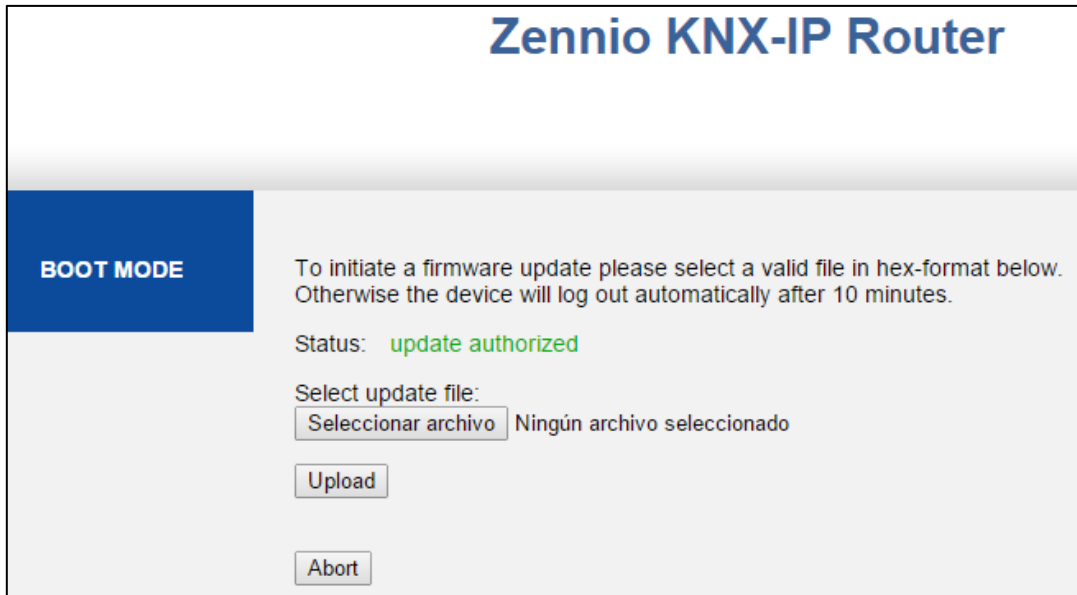 Zennio KNX-IP Router
BOOT MODE
To initiate a firmware update please select a valid file in hex-format below.
Otherwise the device will log out automatically after 10 minutes.
Status: update authorized
Select update file:
Seleccionar archivo Ningún archivo seleccionado
Upload
Abort